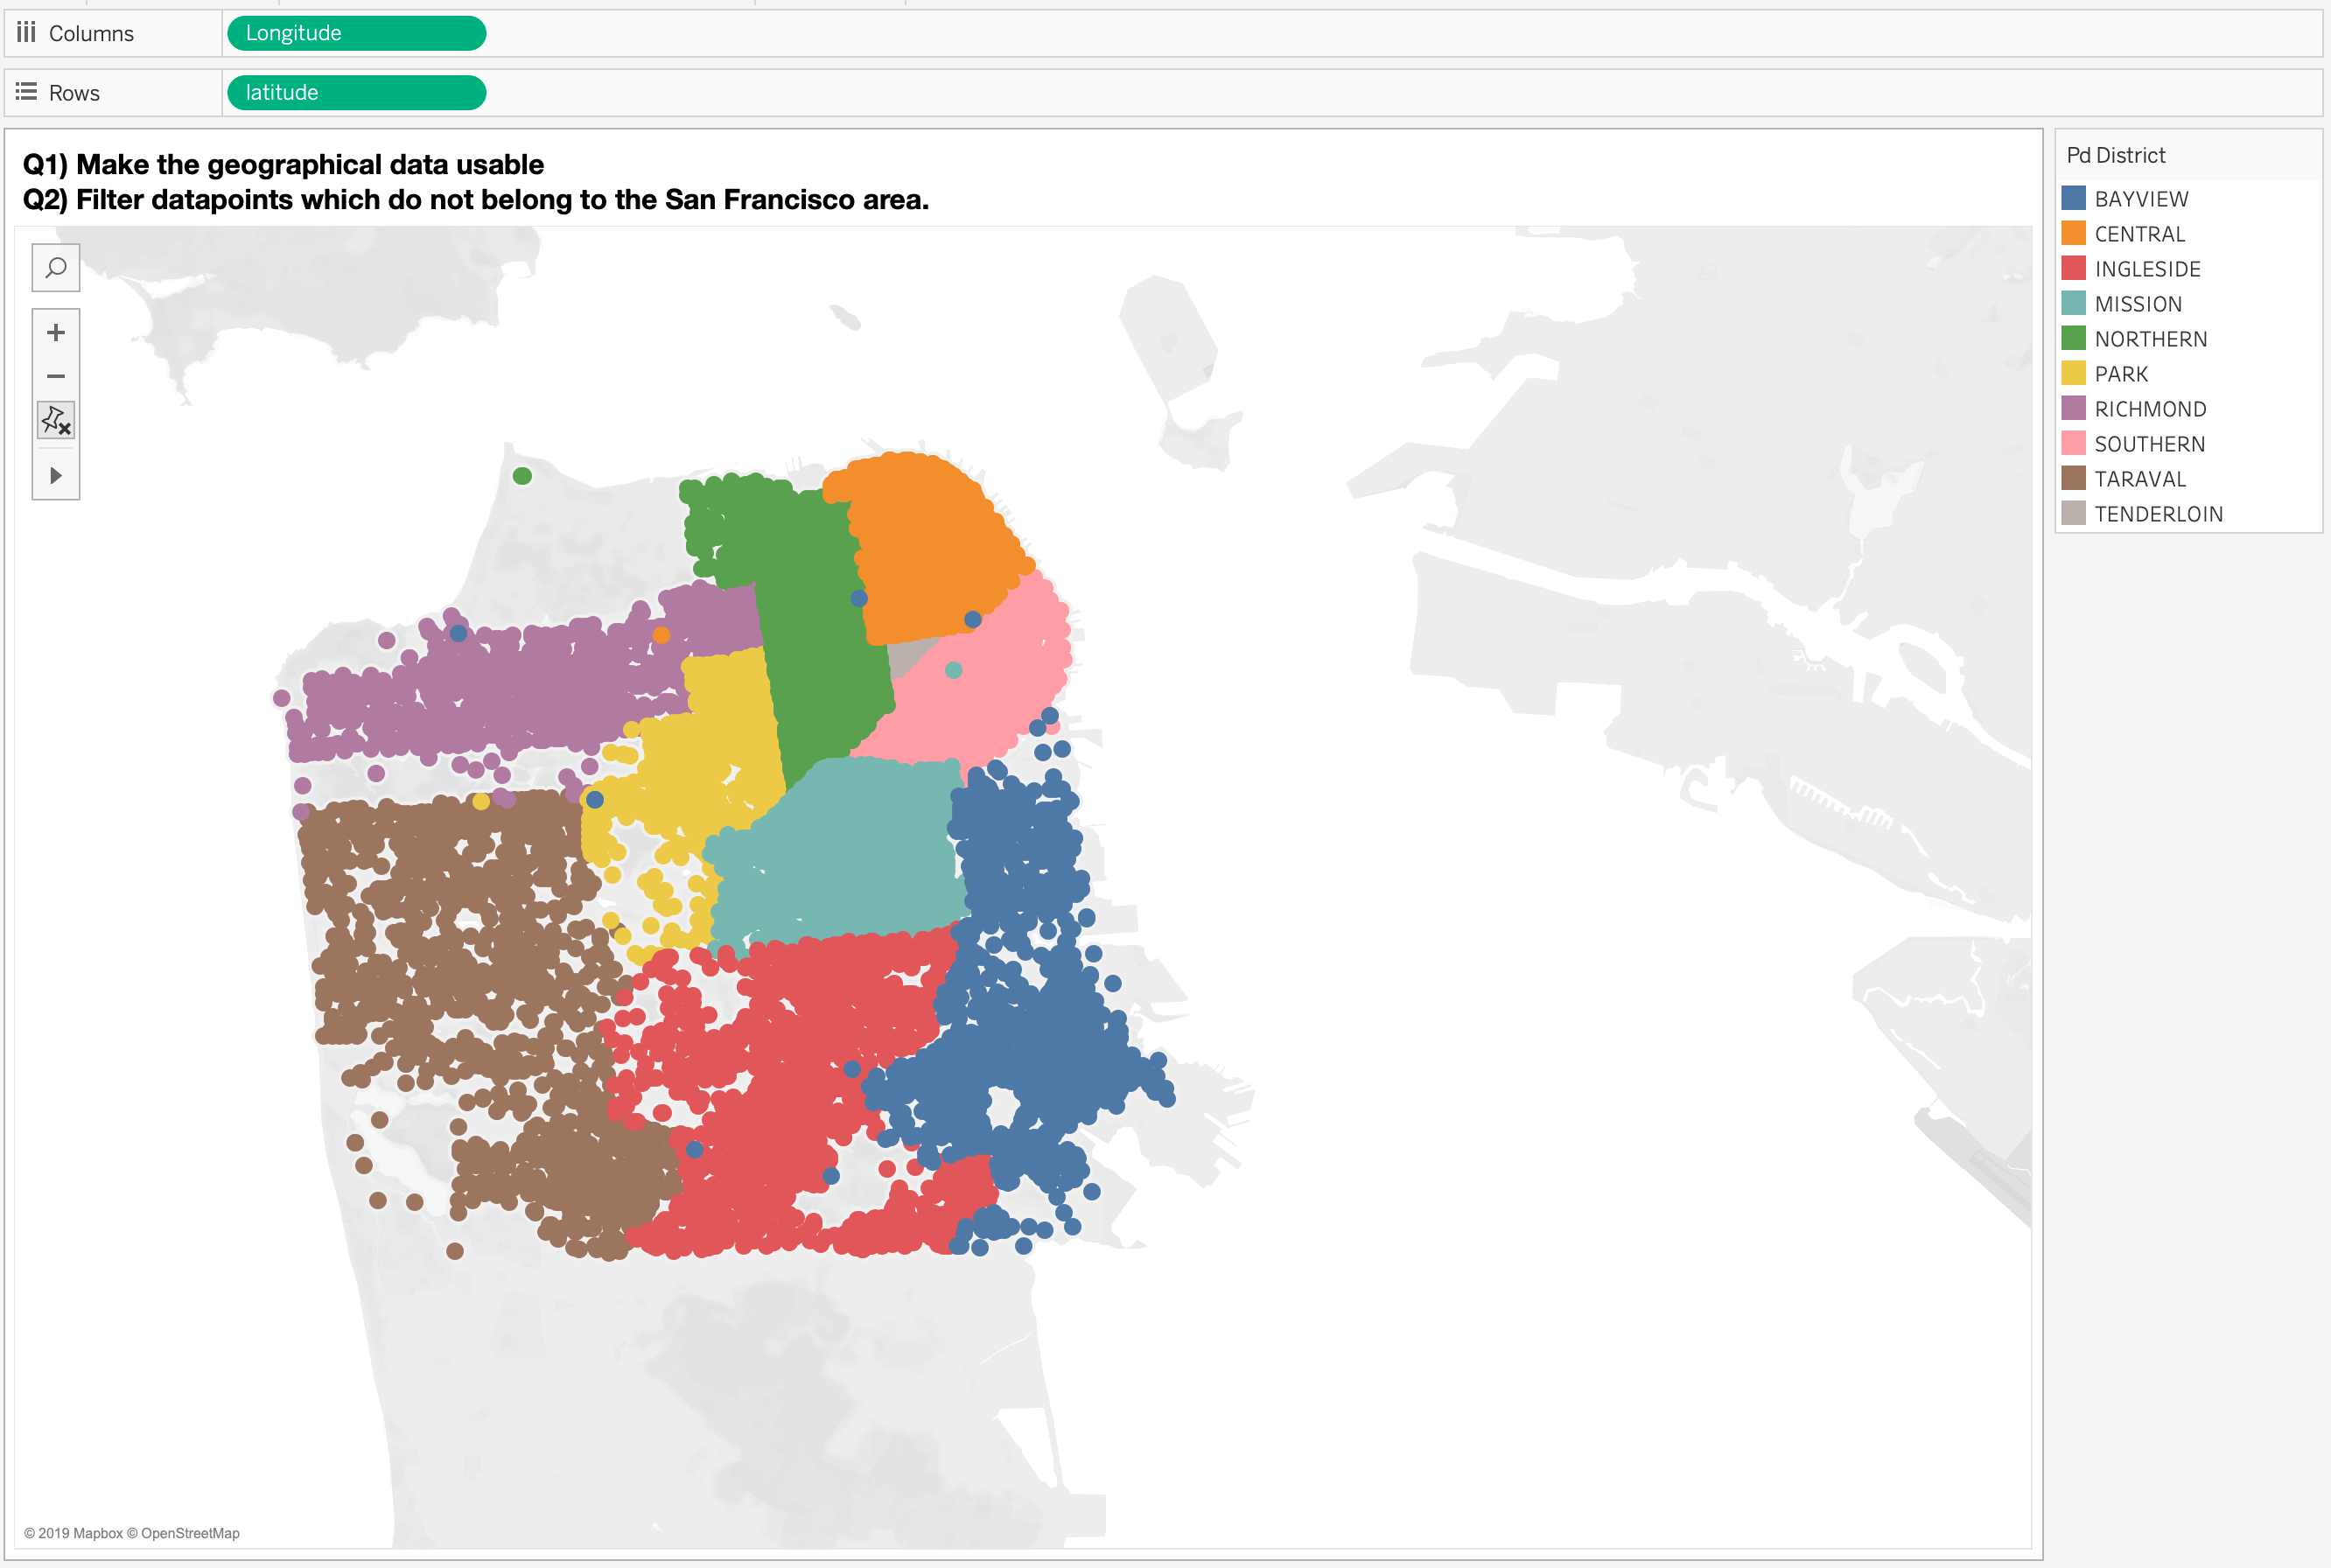 Columns
Longitude
Rows
latitude
Q1) Make the geographical data usable
Q2) Filter datapoints which do not belong to the San Francisco area.
Pd District
BAYVIEW
CENTRAL
INGLESIDE
MISSION
NORTHERN
PARK
RICHMOND
SOUTHERN
TARAVAL
TENDERLOIN
© 2019 Mapbox © OpenStreetMap